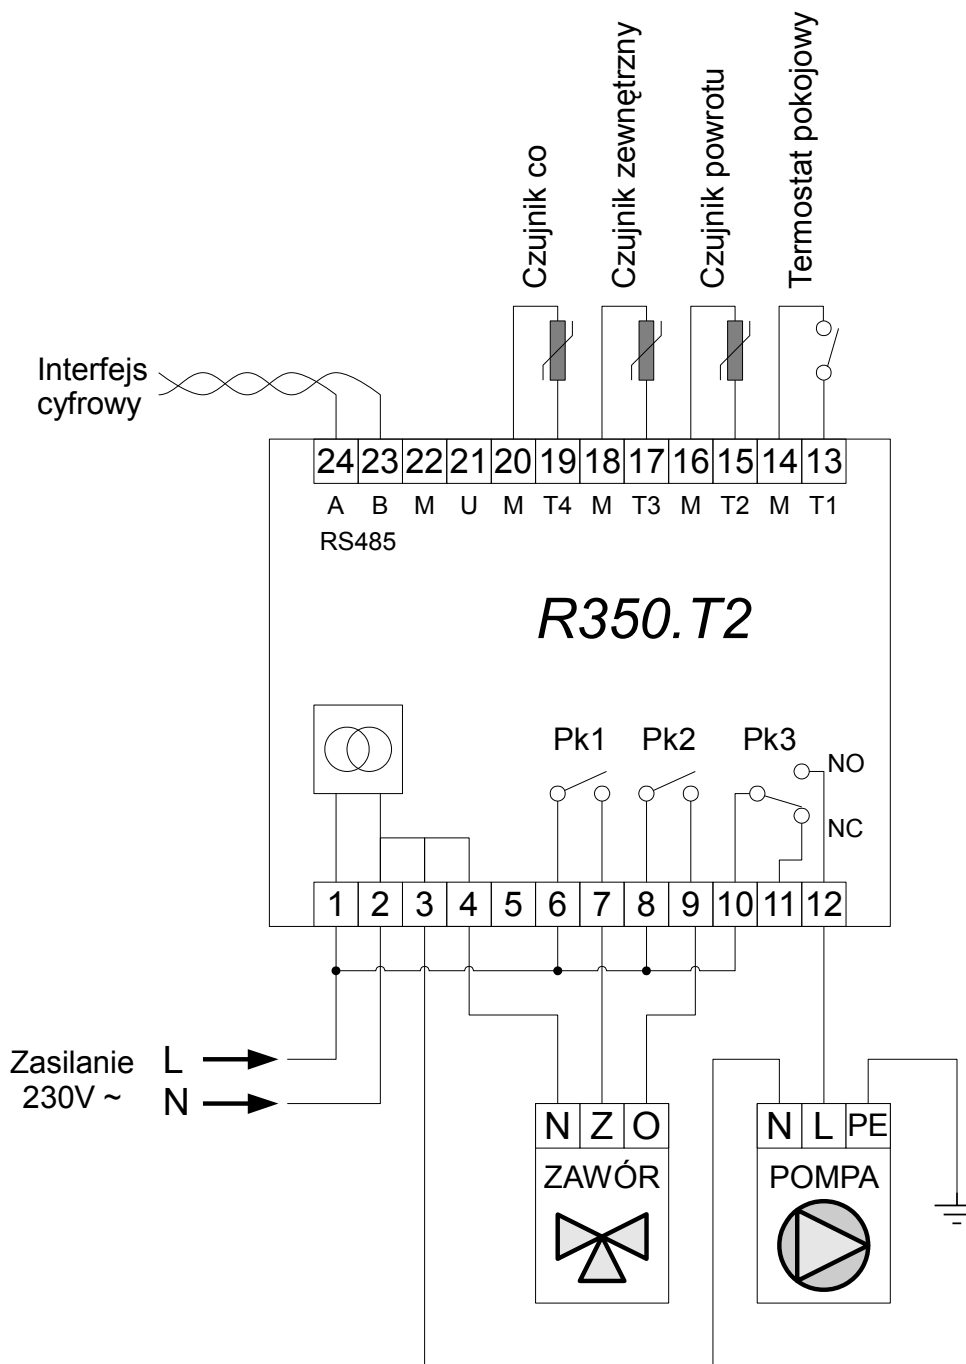 Czujnik co
Czujnik zewnętrzny
Czujnik powrotu
Termostat pokojowy
Interfejs
cyfrowy
24 23 22 21 20 19 18 17 16 15 14 13
A B M U M T4 M T3 M T2 M T1
RS485
R350.T2
Pk1 Pk2 Pk3
NO
NC
1 2 3 4 5 6 7 8 9 10 11 12
Zasilanie L
230V ~ N
N Z O
ZAWÓR
N L PE
POMPA